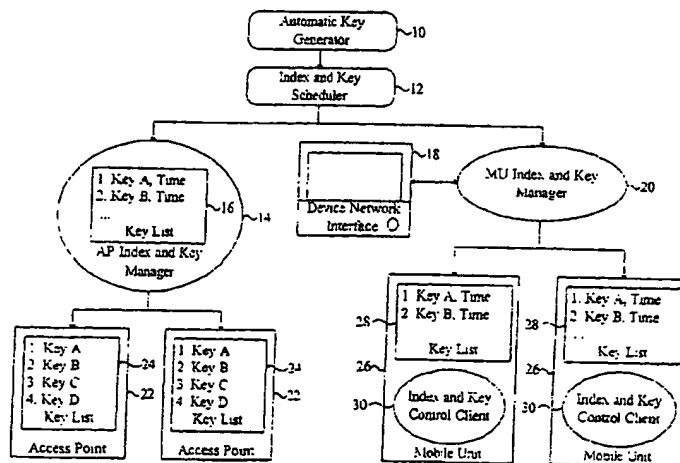 Automatic Key
Generator
10
Index and Key
Scheduler
12
1. Key A, Time
2. Key B, Time
...
Key List
16
14
AP Index and Key
Manager
18
Device Network
Interface
MU Index and Key
Manager
20
1 Key A
2 Key B
3 Key C
4. Key D
Key List
24
22
Access Point
1 Key A
2 Key B
3 Key C
4 Key D
Key List
24
22
Access Point
1 Key A, Time
2 Key B, Time
Key List
28
26
30
Index and Key
Control Client
Mobile Unit
1. Key A, Time
2 Key B, Time
...
Key List
28
26
30
Index and Key
Control Client
Mobile Unit